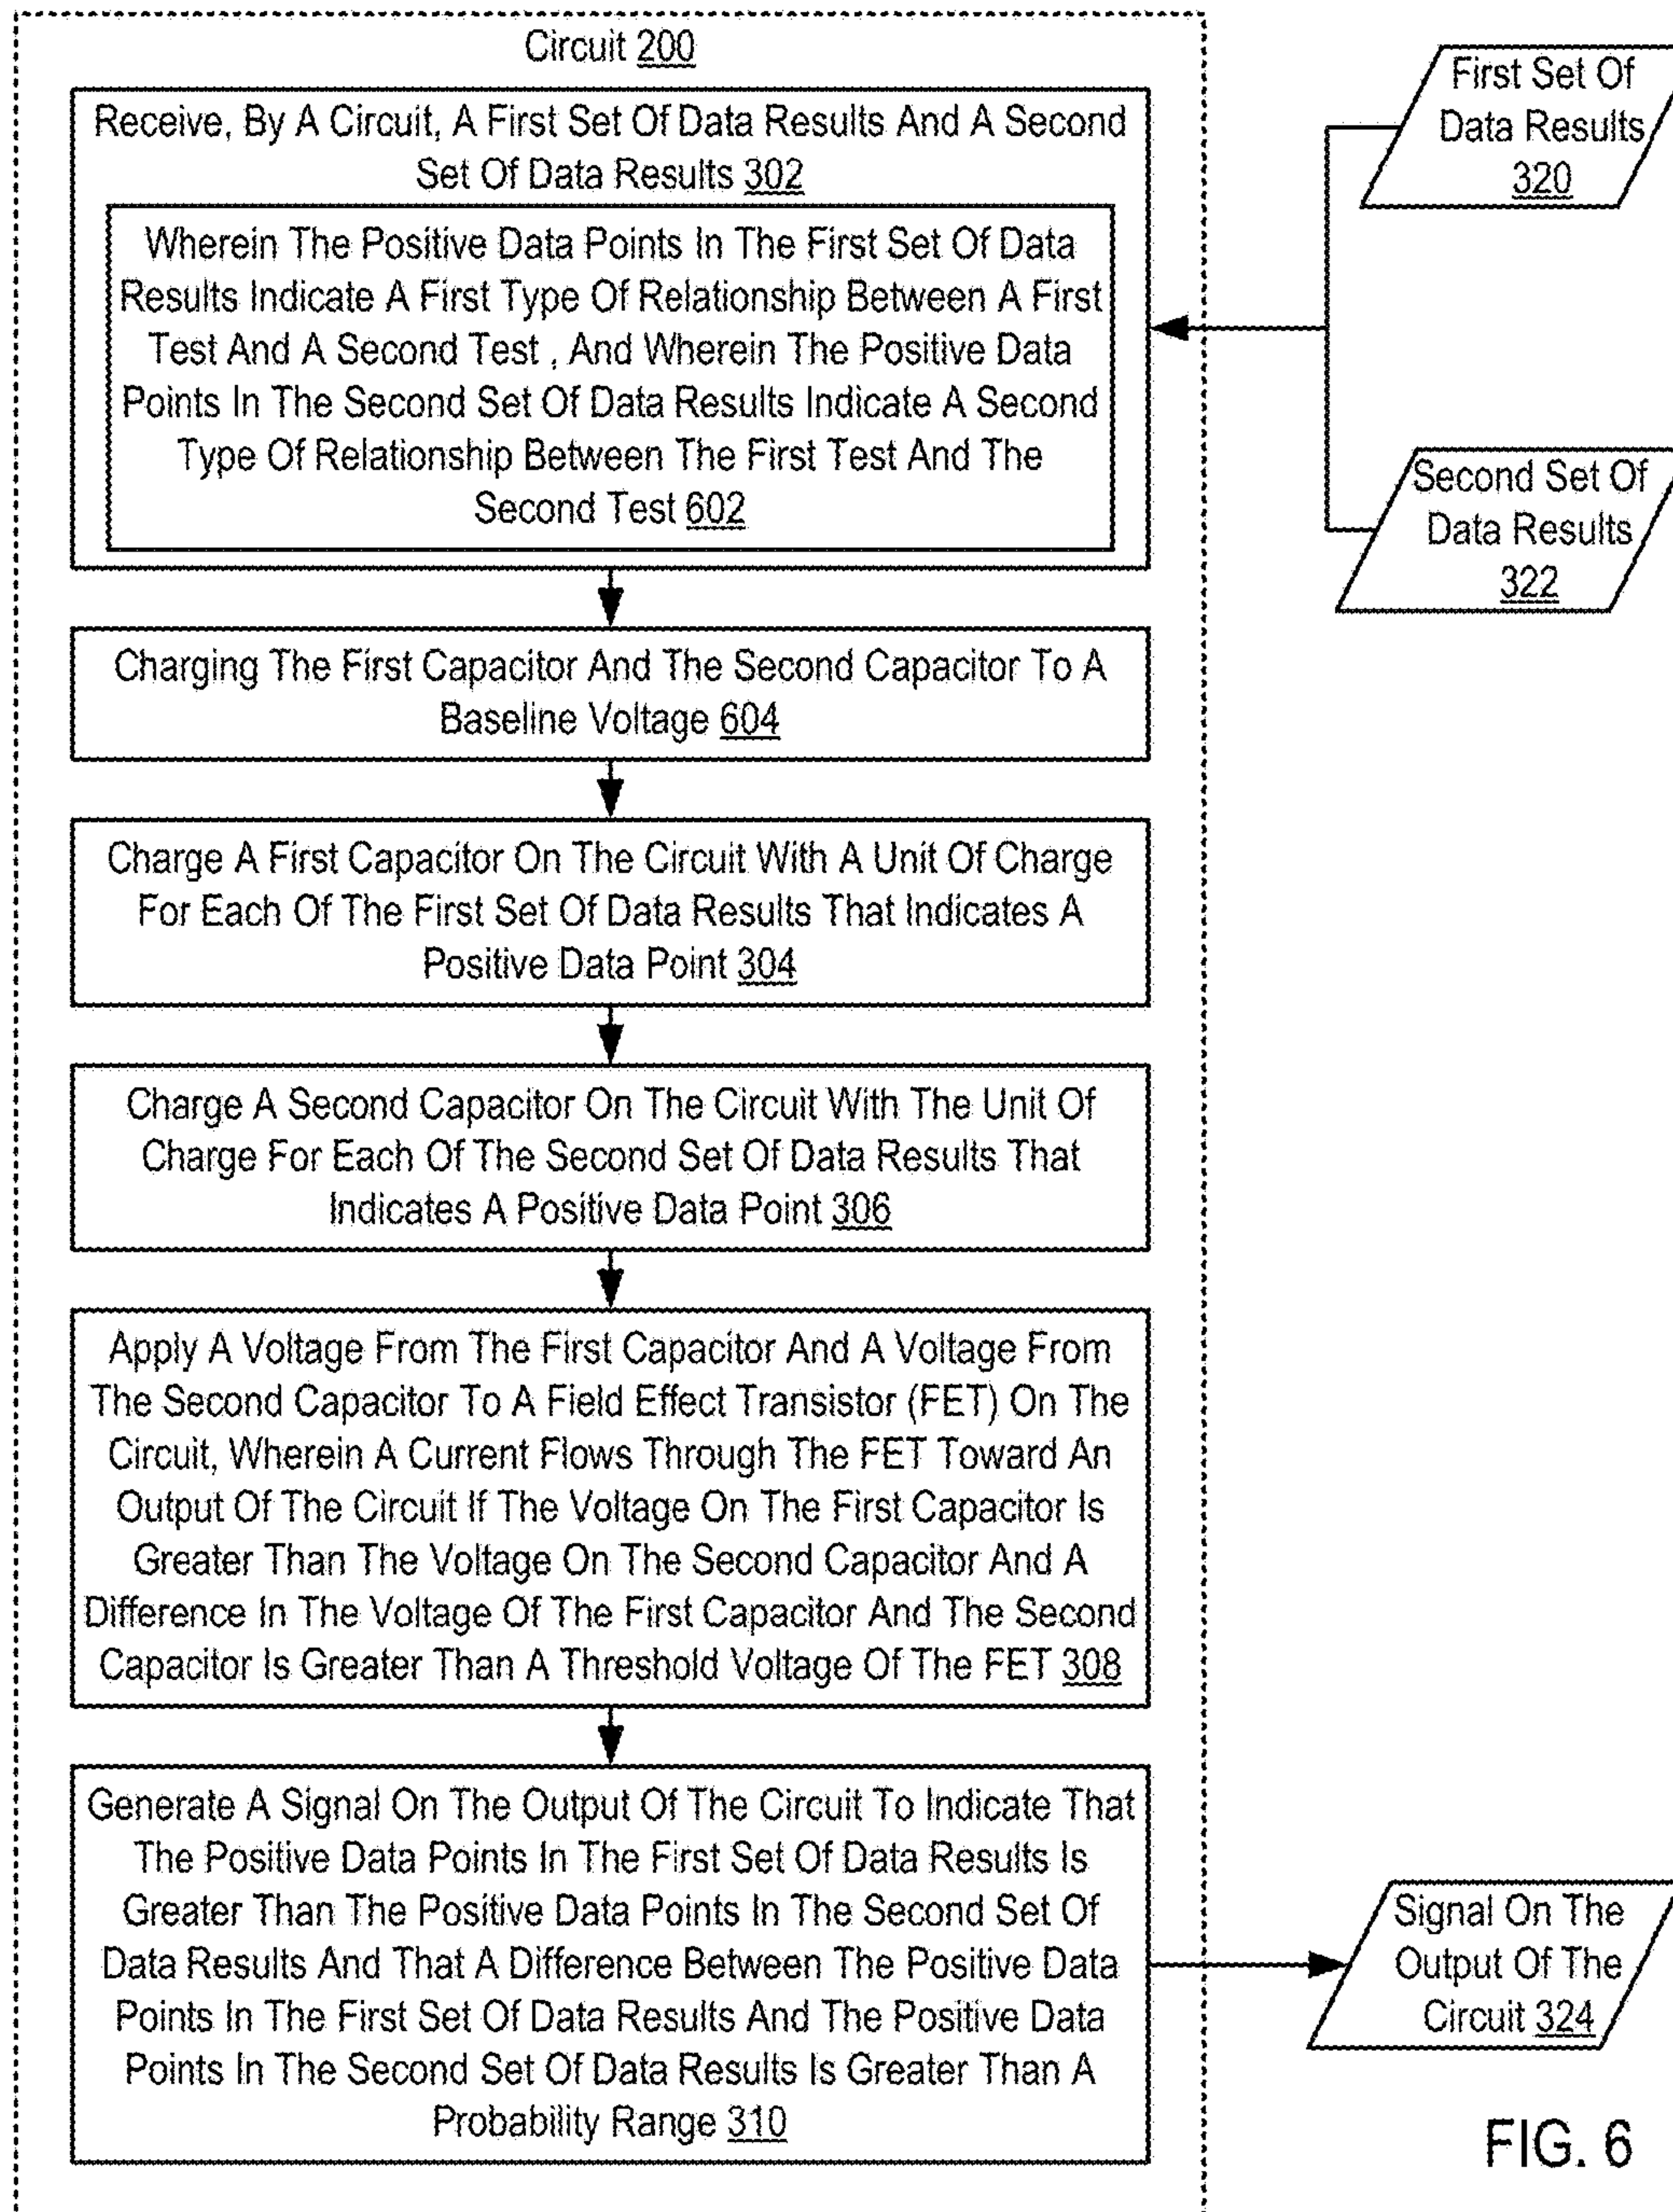 Circuit 200
Receive, By A Circuit, A First Set Of Data Results And A Second
Set Of Data Results 302
Wherein The Positive Data Points In The First Set Of Data
Results Indicate A First Type Of Relationship Between A First
Test And A Second Test , And Wherein The Positive Data
Points In The Second Set Of Data Results Indicate A Second
Type Of Relationship Between The First Test And The
Second Test 602
First Set Of
Data Results
320
Second Set Of
Data Results
322
Charging The First Capacitor And The Second Capacitor To A
Baseline Voltage 604
Charge A First Capacitor On The Circuit With A Unit Of Charge
For Each Of The First Set Of Data Results That Indicates A
Positive Data Point 304
Charge A Second Capacitor On The Circuit With The Unit Of
Charge For Each Of The Second Set Of Data Results That
Indicates A Positive Data Point 306
Apply A Voltage From The First Capacitor And A Voltage From
The Second Capacitor To A Field Effect Transistor (FET) On The
Circuit, Wherein A Current Flows Through The FET Toward An
Output Of The Circuit If The Voltage On The First Capacitor Is
Greater Than The Voltage On The Second Capacitor And A
Difference In The Voltage Of The First Capacitor And The Second
Capacitor Is Greater Than A Threshold Voltage Of The FET 308
Generate A Signal On The Output Of The Circuit To Indicate That
The Positive Data Points In The First Set Of Data Results Is
Greater Than The Positive Data Points In The Second Set Of
Data Results And That A Difference Between The Positive Data
Points In The First Set Of Data Results And The Positive Data
Points In The Second Set Of Data Results Is Greater Than A
Probability Range 310
Signal On The
Output Of The
Circuit 324
FIG. 6